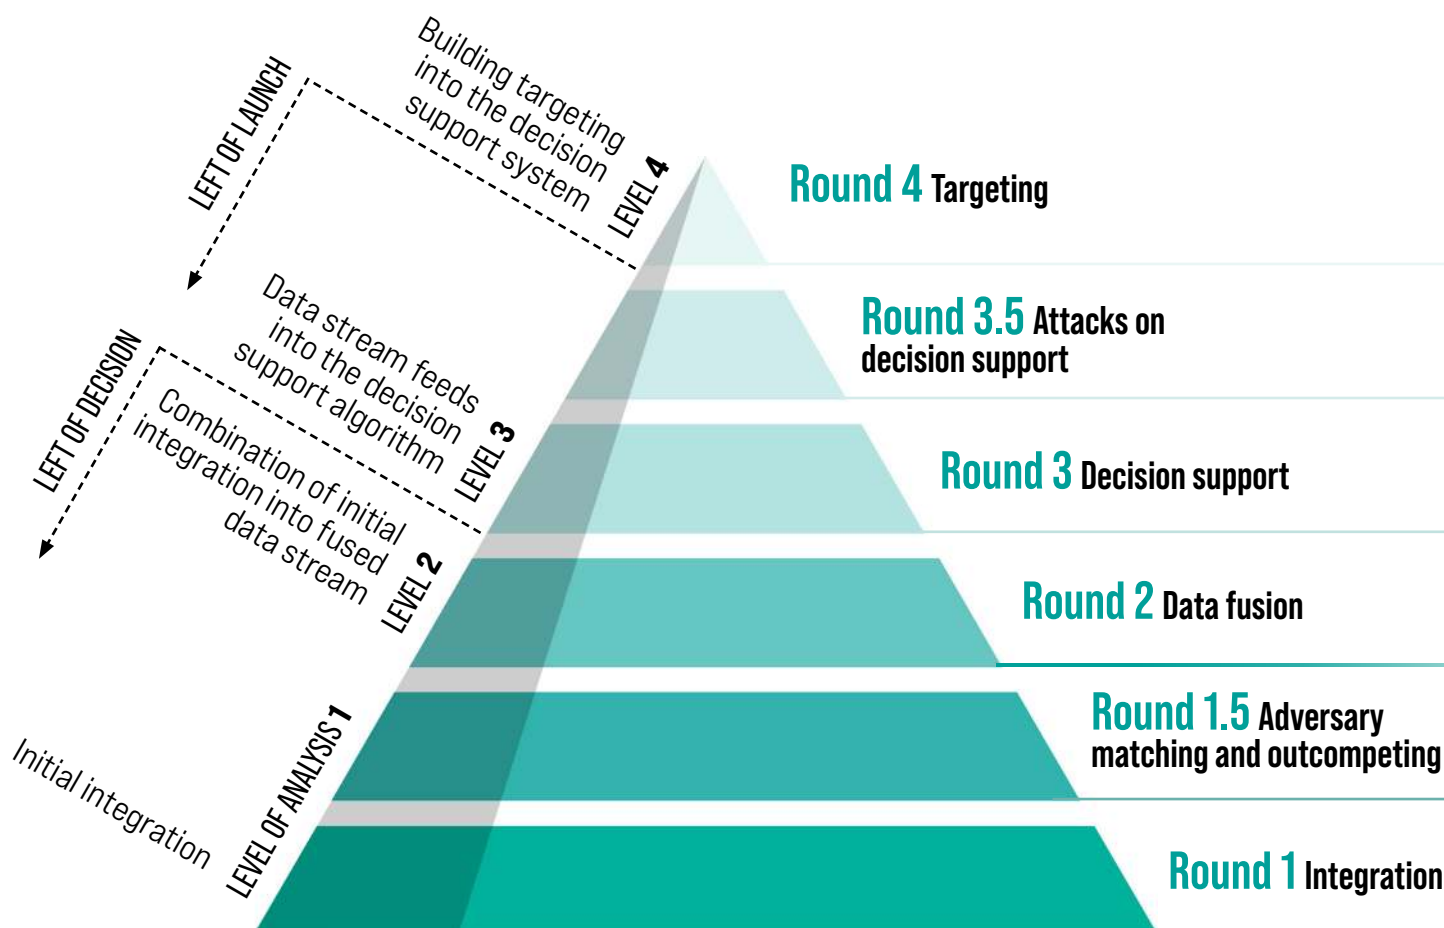 Building targeting
into the decision
support system
LEVEL 4
LEFT OF LAUNCH
Data stream feeds
into the decision
support algorithm
LEVEL 3
LEFT OF DECISION
Combination of initial
integration into fused
data stream
LEVEL 2
Initial integration
LEVEL OF ANALYSIS 1
Round 4 Targeting
Round 3.5 Attacks on
decision support
Round 3 Decision support
Round 2 Data fusion
Round 1.5 Adversary
matching and outcompeting
Round 1 Integration